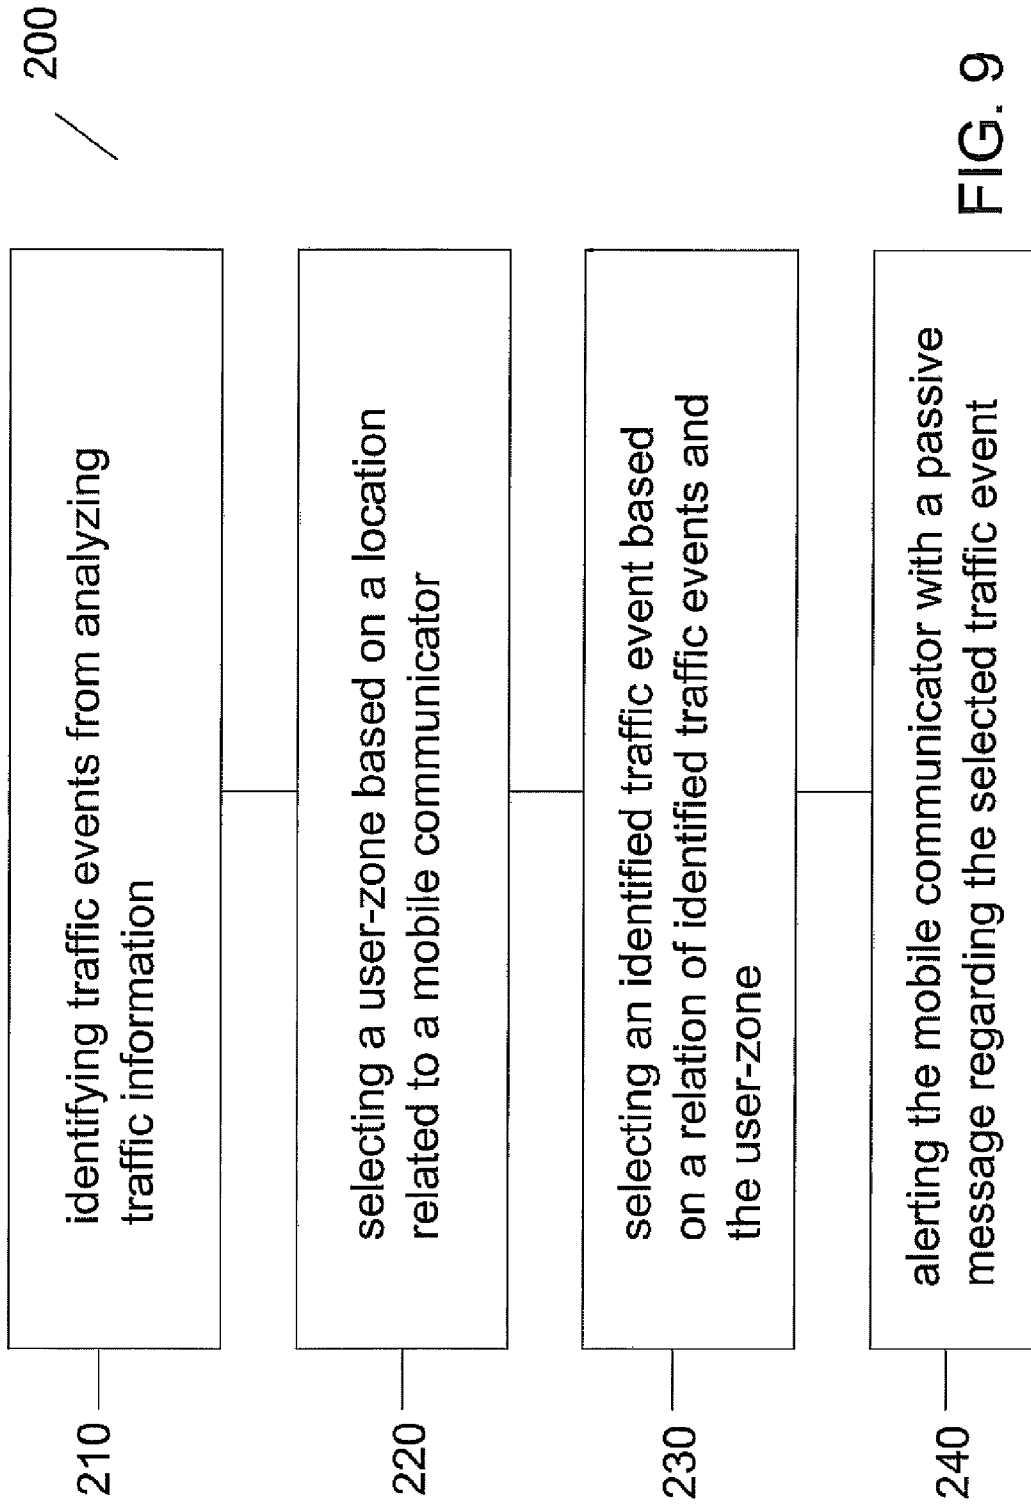 200
210
identifying traffic events from analyzing
traffic information
220
selecting a user-zone based on a location
related to a mobile communicator
230
selecting an identified traffic event based
on a relation of identified traffic events and
the user-zone
240
alerting the mobile communicator with a passive
message regarding the selected traffic event
FIG. 9